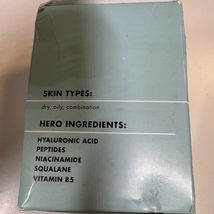 SKIN TYPES:
dry, oily, combination
HERO INGREDIENTS:
HYALURONIC ACID
PEPTIDES
NIACINAMIDE
SQUALANE
VITAMIN B5